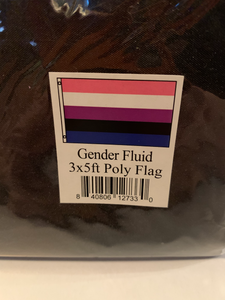 Gender Fluid
3x5ft Poly Flag
8 40806 12733 0